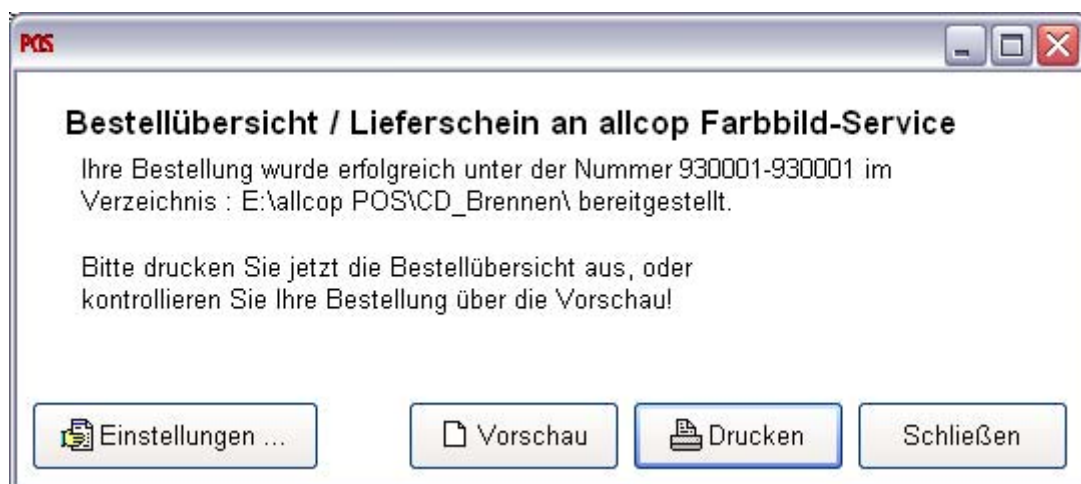 POS
Bestellübersicht / Lieferschein an allcop Farbbild-Service
Ihre Bestellung wurde erfolgreich unter der Nummer 930001-930001 im
Verzeichnis : E:\allcop POS\CD_Brennen\ bereitgestellt.
Bitte drucken Sie jetzt die Bestellübersicht aus, oder
kontrollieren Sie Ihre Bestellung über die Vorschau!
Einstellungen ...
Vorschau
Drucken
Schließen